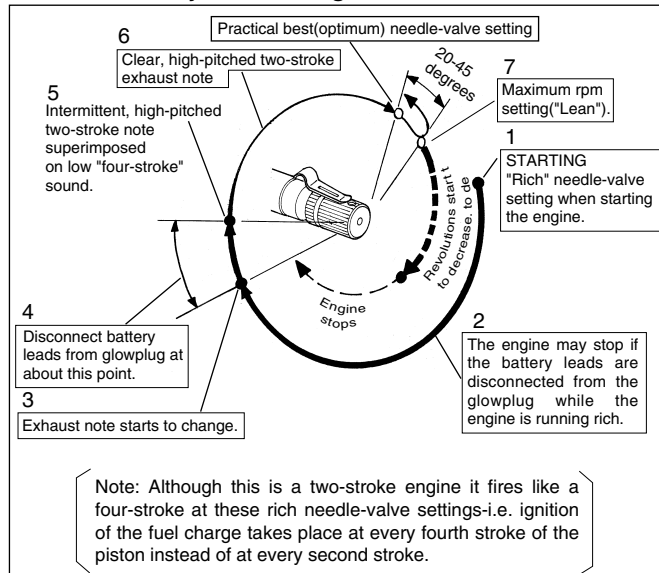 Practical best(optimum) needle-valve setting
6
Clear, high-pitched two-stroke
exhaust note
20-45
degrees
7
Maximum rpm
setting("Lean").
5
Intermittent, high-pitched
two-stroke note
superimposed
on low "four-stroke"
sound.
1
STARTING
"Rich" needle-valve
setting when starting
the engine.
Revolutions start t
to decrease. to de
Engine
stops
4
Disconnect battery
leads from glowplug at
about this point.
3
Exhaust note starts to change.
2
The engine may stop if
the battery leads are
disconnected from the
glowplug while the
engine is running rich.
Note: Although this is a two-stroke engine it fires like a
four-stroke at these rich needle-valve settings-i.e. ignition
of the fuel charge takes place at every fourth stroke of the
piston instead of at every second stroke.